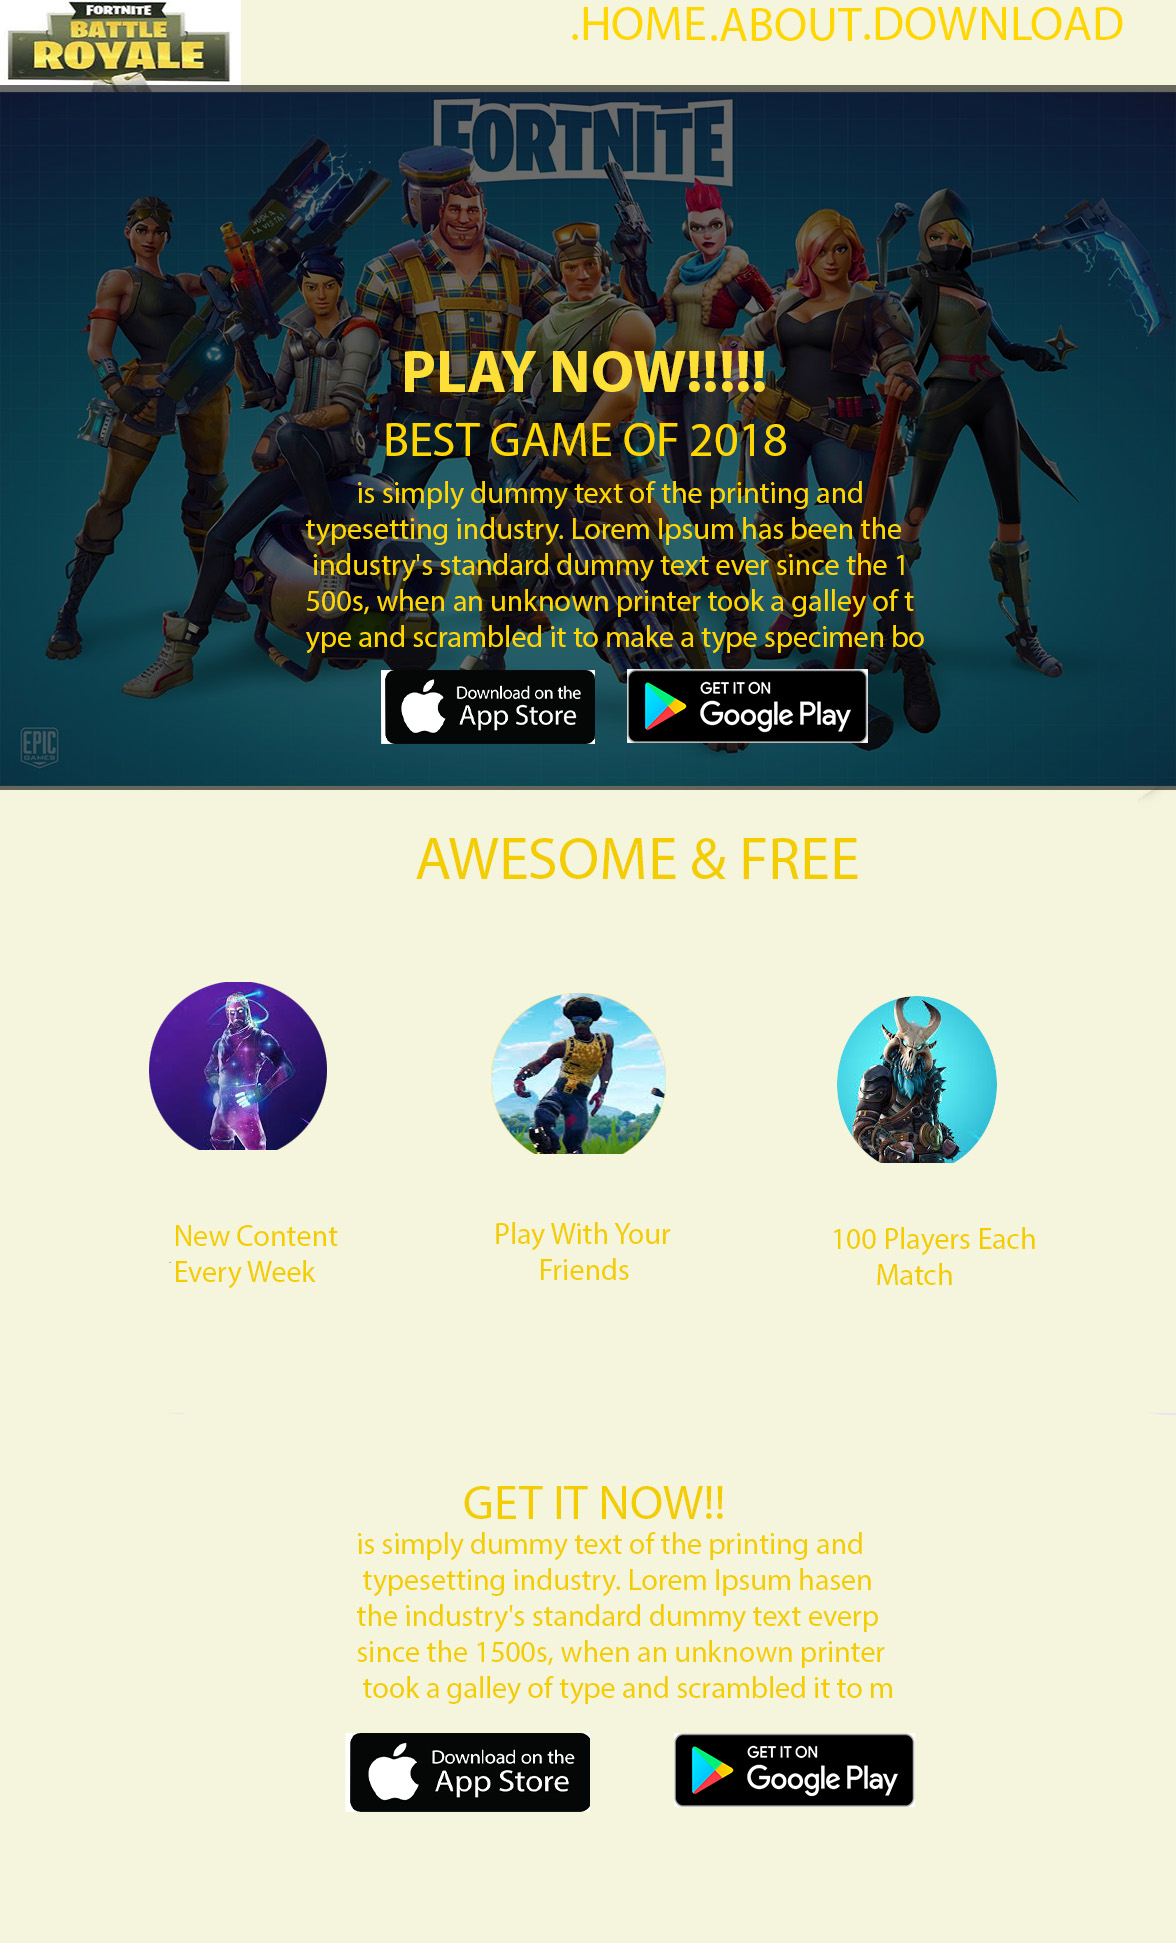 FORTNITE
BATTLE
ROYALE
.HOME.ABOUT.DOWNLOAD
FORTNITE
PLAY NOW!!!!!
BEST GAME OF 2018
is simply dummy text of the printing and
typesetting industry. Lorem Ipsum has been the
industry's standard dummy text ever since the 1
500s, when an unknown printer took a galley of t
ype and scrambled it to make a type specimen bo
Download on the
App Store
GET IT ON
Google Play
EPIC
GAMES
AWESOME & FREE
New Content
Every Week
Play With Your
Friends
100 Players Each
Match
GET IT NOW!!
is simply dummy text of the printing and
typesetting industry. Lorem Ipsum hasen
the industry's standard dummy text everp
since the 1500s, when an unknown printer
took a galley of type and scrambled it to m
Download on the
App Store
GET IT ON
Google Play